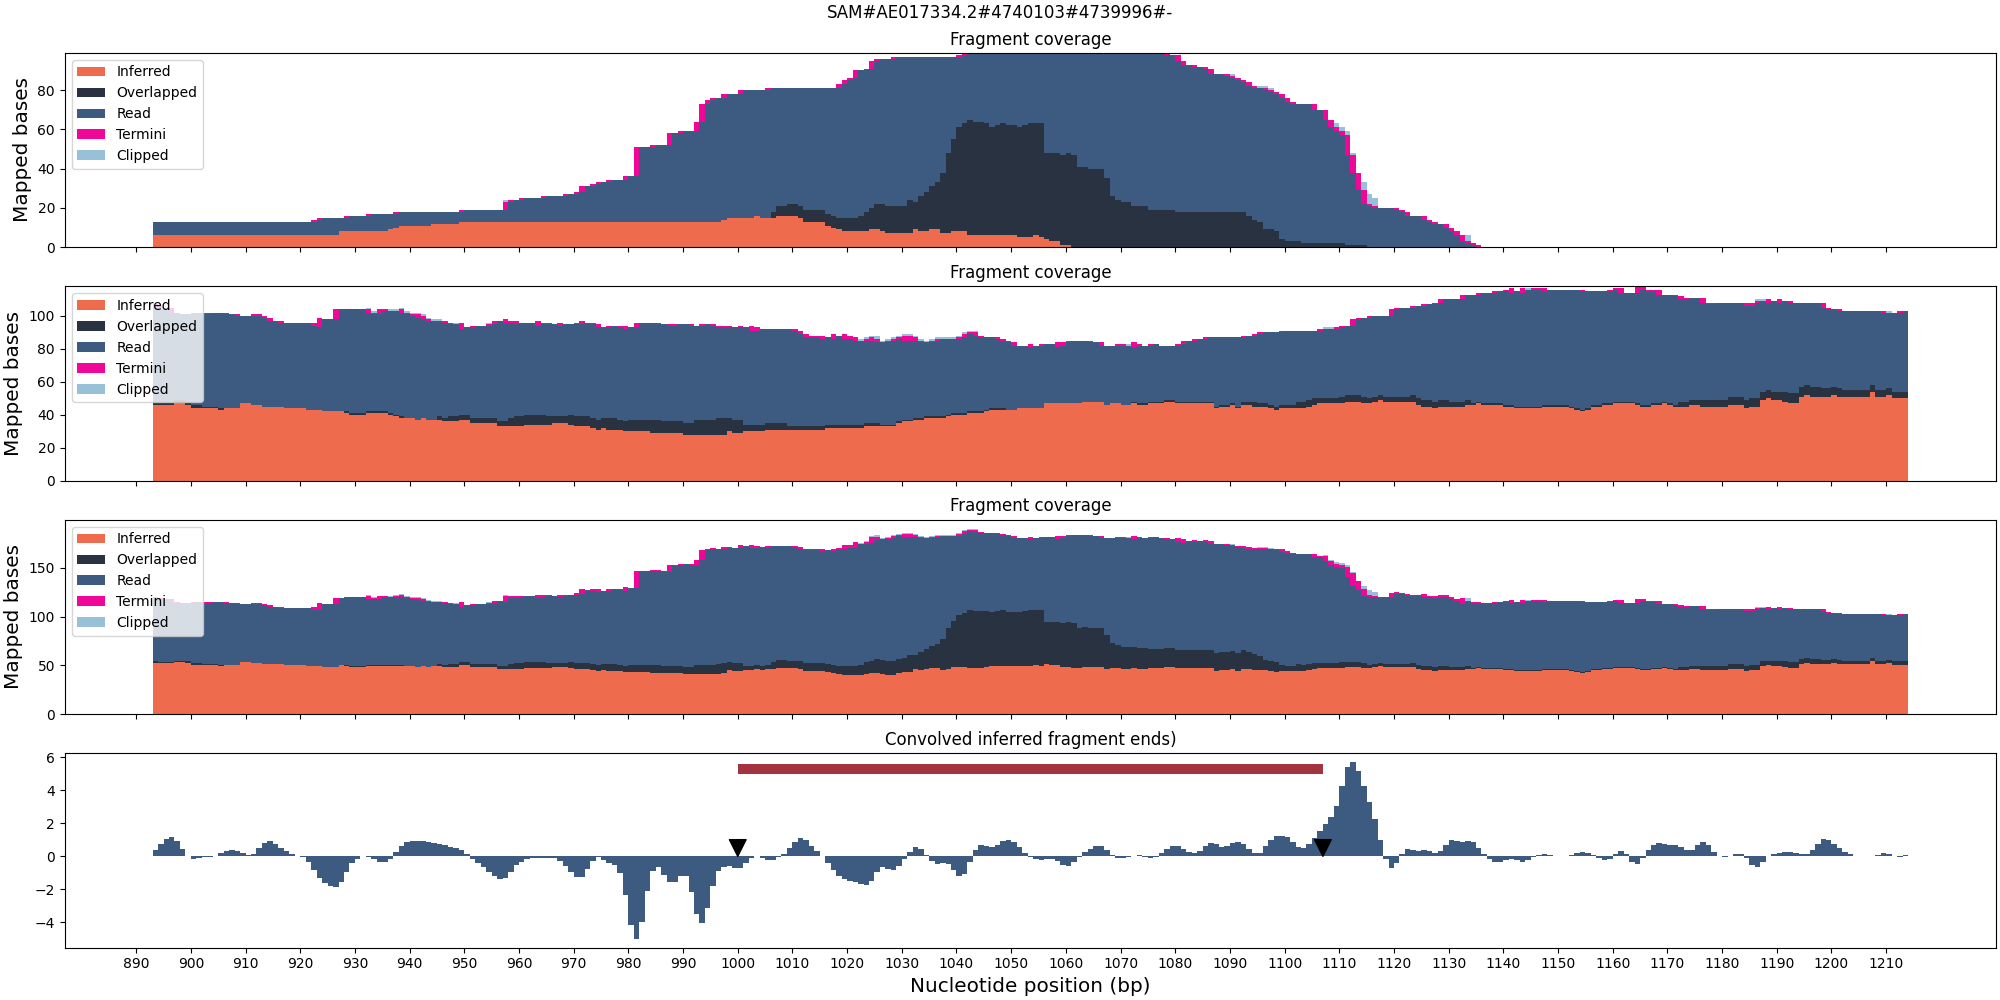 SAM#AE017334.2#4740103#4739996#-
Fragment coverage
Mapped bases
80
60
40
20
0
Inferred
Overlapped
Read
Termini
Clipped
Fragment coverage
Mapped bases
100
80
60
40
20
0
Inferred
Overlapped
Read
Termini
Clipped
Fragment coverage
Mapped bases
150
100
50
0
Inferred
Overlapped
Read
Termini
Clipped
Convolved inferred fragment ends)
6
4
2
0
−2
−4
890 900 910 920 930 940 950 960 970 980 990 1000 1010 1020 1030 1040 1050 1060 1070 1080 1090 1100 1110 1120 1130 1140 1150 1160 1170 1180 1190 1200 1210
Nucleotide position (bp)